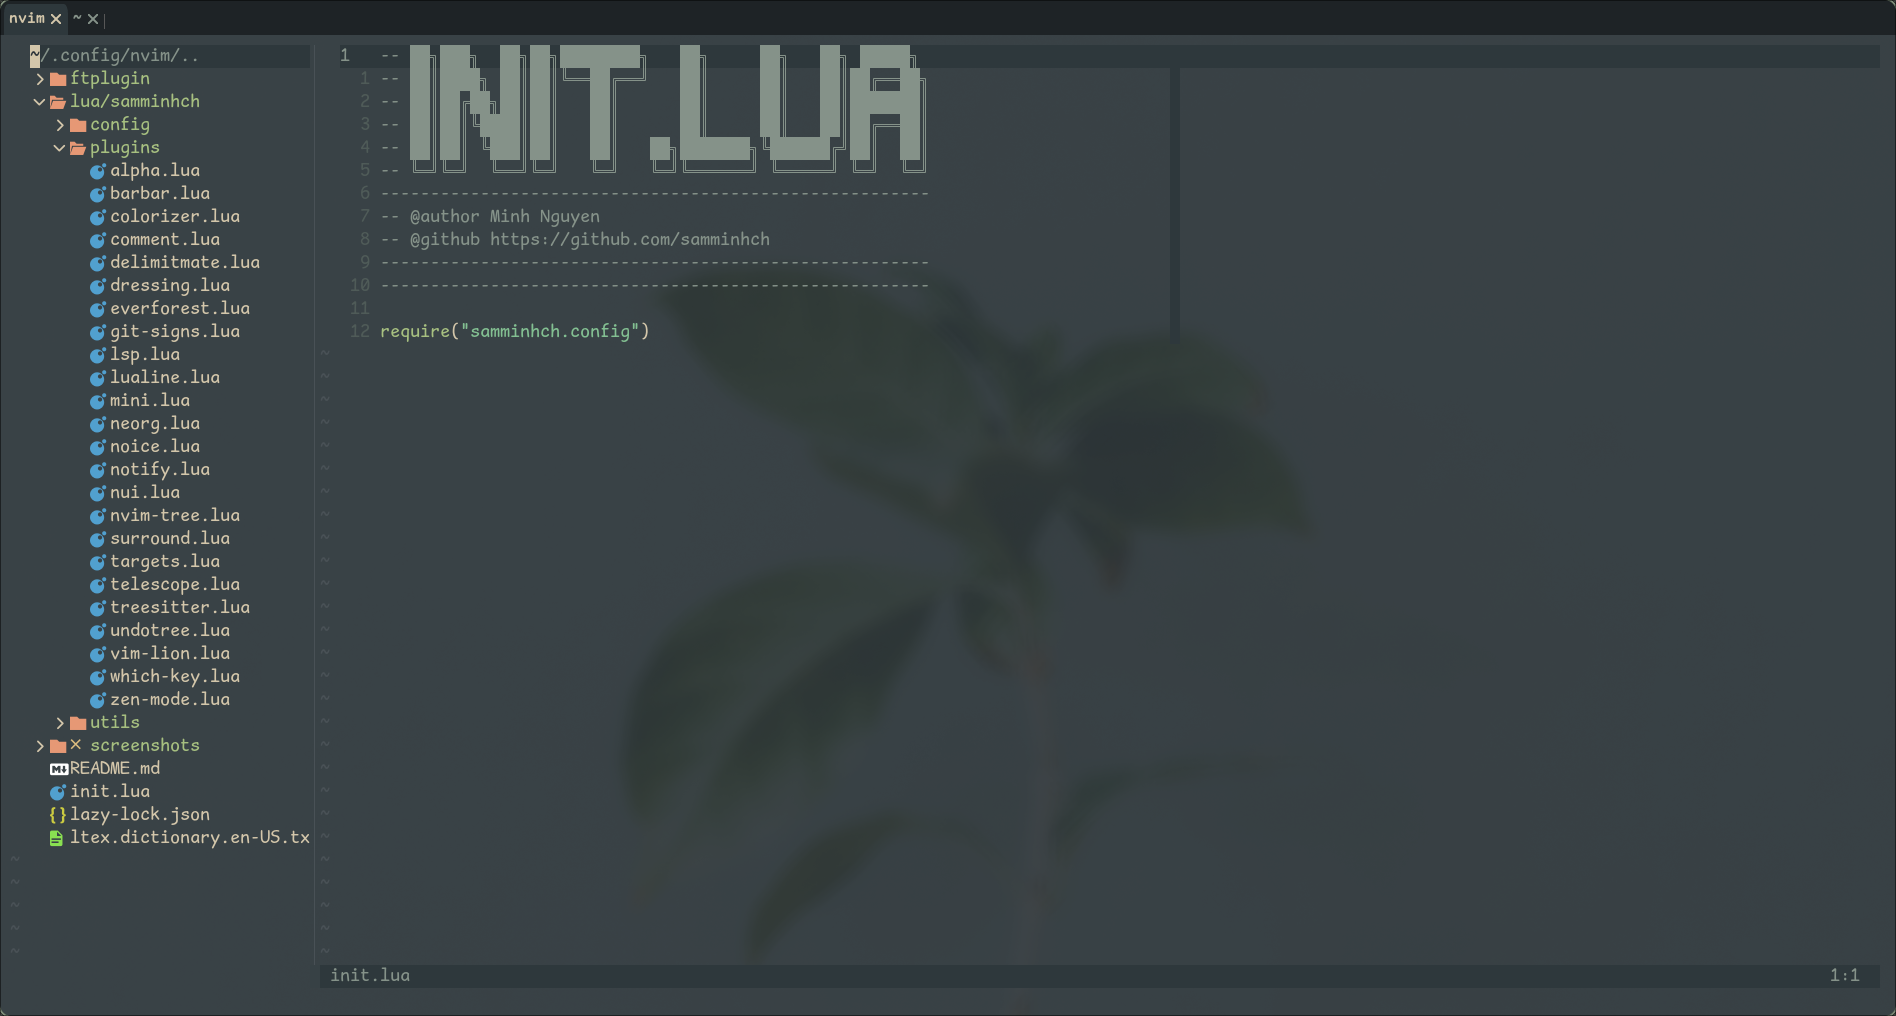 nvim ✕ ~ ✕
~/.config/nvim/..
ftplugin
lua/samminhch
config
plugins
alpha.lua
barbar.lua
colorizer.lua
comment.lua
delimitmate.lua
dressing.lua
everforest.lua
git-signs.lua
lsp.lua
lualine.lua
mini.lua
neorg.lua
noice.lua
notify.lua
nui.lua
nvim-tree.lua
surround.lua
targets.lua
telescope.lua
treesitter.lua
undotree.lua
vim-lion.lua
which-key.lua
zen-mode.lua
utils
✕ screenshots
README.md
init.lua
{} lazy-lock.json
ltex.dictionary.en-US.tx
INIT.LUA
1 --
1 --
2 --
3 --
4 --
5 --
6 -------------------------------------------------------
7 -- @author Minh Nguyen
8 -- @github https://github.com/samminhch
9 -------------------------------------------------------
10 -------------------------------------------------------
11
12 require("samminhch.config")
init.lua 1:1